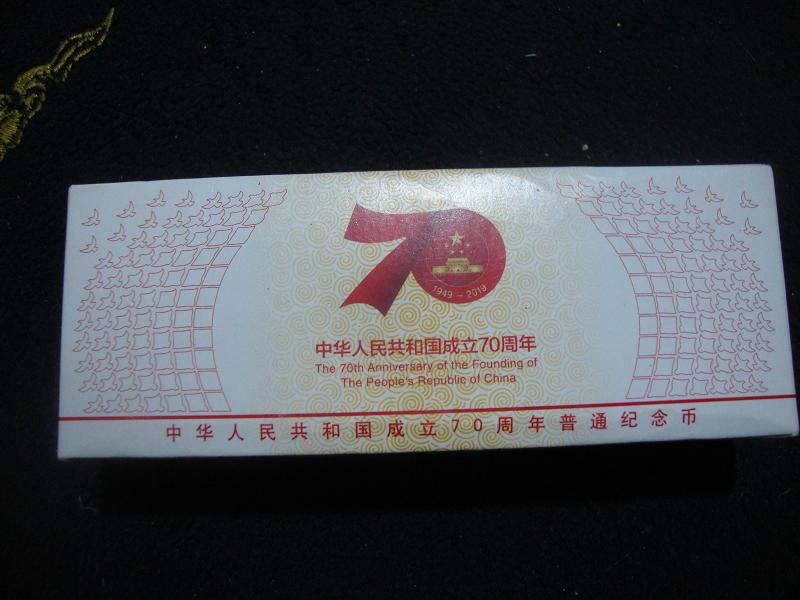 70
1949-2019
中华人民共和国成立70周年
The 70th Anniversary of the Founding of
The People's Republic of China
中华人民共和国成立70周年普通纪念币